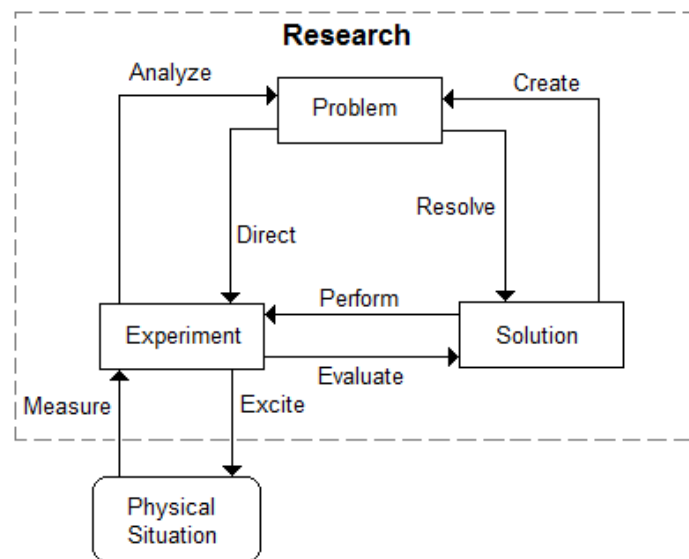 Research
Analyze
Create
Problem
Resolve
Direct
Perform
Experiment
Solution
Evaluate
Measure
Excite
Physical
Situation